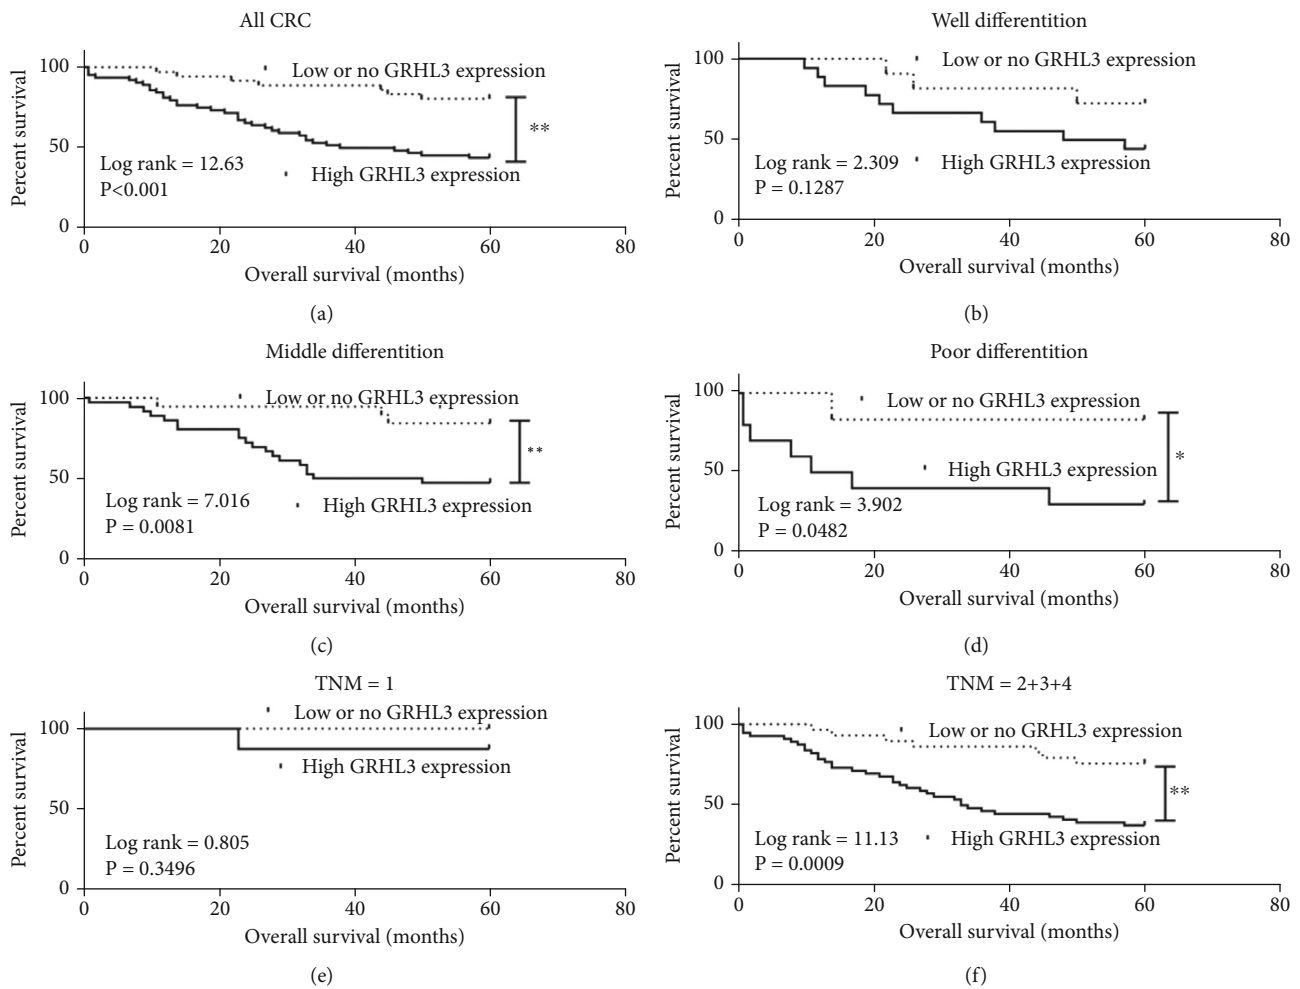 All CRC
Percent survival
100
50
0
Low or no GRHL3 expression
**
Log rank = 12.63
P<0.001
High GRHL3 expression
0 20 40 60 80
Overall survival (months)
(a)
Well differentition
Percent survival
100
50
0
Low or no GRHL3 expression
Log rank = 2.309
P = 0.1287
High GRHL3 expression
0 20 40 60 80
Overall survival (months)
(b)
Middle differentition
Percent survival
100
50
0
Low or no GRHL3 expression
**
Log rank = 7.016
P = 0.0081
High GRHL3 expression
0 20 40 60 80
Overall survival (months)
(c)
Poor differentition
Percent survival
100
50
0
Low or no GRHL3 expression
*
High GRHL3 expression
Log rank = 3.902
P = 0.0482
0 20 40 60 80
Overall survival (months)
(d)
TNM = 1
Percent survival
100
50
0
Low or no GRHL3 expression
High GRHL3 expression
Log rank = 0.805
P = 0.3496
0 20 40 60 80
Overall survival (months)
(e)
TNM = 2+3+4
Percent survival
100
50
0
Low or no GRHL3 expression
**
Log rank = 11.13
P = 0.0009
High GRHL3 expression
0 20 40 60 80
Overall survival (months)
(f)